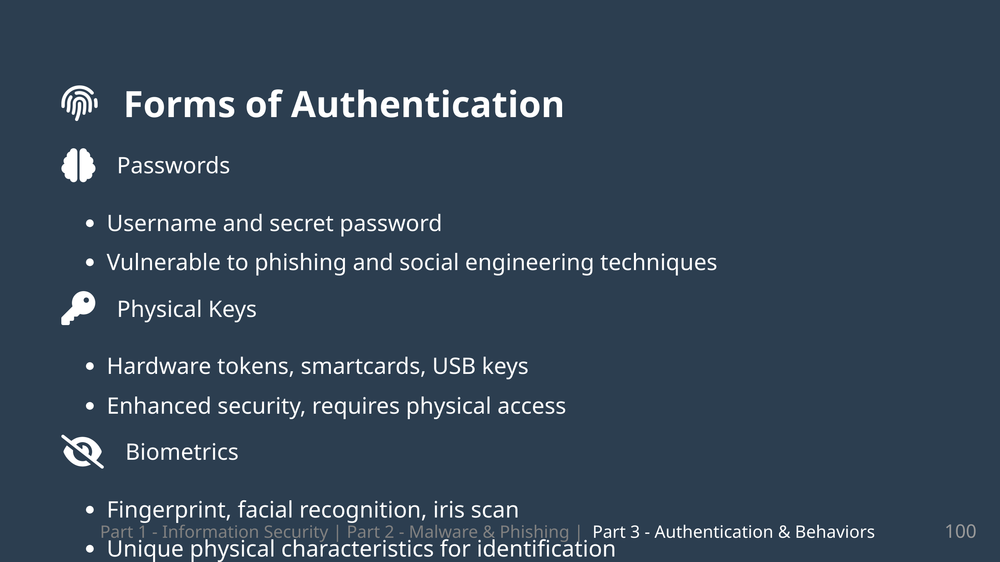 Forms of Authentication
Passwords
Username and secret password
Vulnerable to phishing and social engineering techniques
Physical Keys
Hardware tokens, smartcards, USB keys
Enhanced security, requires physical access
Biometrics
Fingerprint, facial recognition, iris scan
Part 1 - Information Security | Part 2 - Malware & Phishing | Part 3 - Authentication & Behaviors 100
Unique physical characteristics for identification